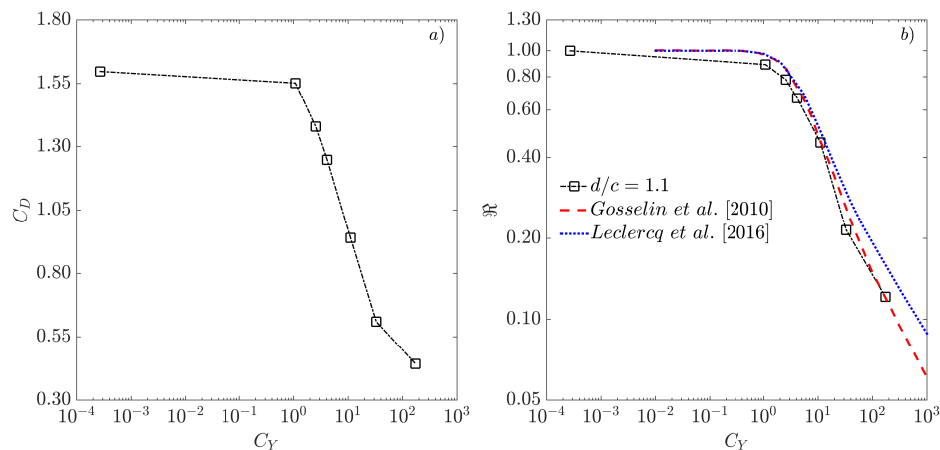 a)
1.80
1.55
1.30
1.05
0.80
0.55
0.30
C_D
10^{-4} 10^{-3} 10^{-2} 10^{-1} 10^{0} 10^{1} 10^{2} 10^{3}
C_Y
b)
1.30
1.00
0.80
0.60
0.40
0.20
0.10
0.05
ℜ
d/c = 1.1
Gosselin et al. [2010]
Leclercq et al. [2016]
10^{-4} 10^{-3} 10^{-2} 10^{-1} 10^{0} 10^{1} 10^{2} 10^{3}
C_Y